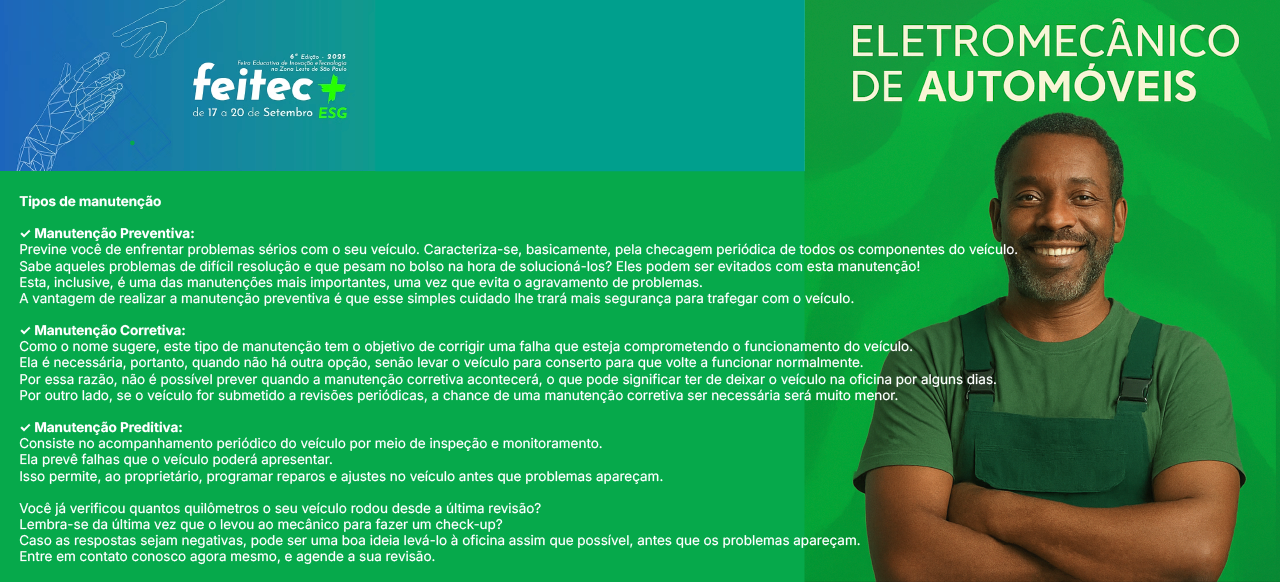 6ª Edição - 2025
Feira Educativa de Inovação e Tecnologia
na Zona Leste de São Paulo
feitec+
de 17 a 20 de Setembro ESG
ELETROMECÂNICO
DE AUTOMÓVEIS
Tipos de manutenção
✓ Manutenção Preventiva:
Previne você de enfrentar problemas sérios com o seu veículo. Caracteriza-se, basicamente, pela checagem periódica de todos os componentes do veículo.
Sabe aqueles problemas de difícil resolução e que pesam no bolso na hora de solucioná-los? Eles podem ser evitados com esta manutenção!
Esta, inclusive, é uma das manutenções mais importantes, uma vez que evita o agravamento de problemas.
A vantagem de realizar a manutenção preventiva é que esse simples cuidado lhe trará mais segurança para trafegar com o veículo.
✓ Manutenção Corretiva:
Como o nome sugere, este tipo de manutenção tem o objetivo de corrigir uma falha que esteja comprometendo o funcionamento do veículo.
Ela é necessária, portanto, quando não há outra opção, senão levar o veículo para conserto para que volte a funcionar normalmente.
Por essa razão, não é possível prever quando a manutenção corretiva acontecerá, o que pode significar ter de deixar o veículo na oficina por alguns dias.
Por outro lado, se o veículo for submetido a revisões periódicas, a chance de uma manutenção corretiva ser necessária será muito menor.
✓ Manutenção Preditiva:
Consiste no acompanhamento periódico do veículo por meio de inspeção e monitoramento.
Ela prevê falhas que o veículo poderá apresentar.
Isso permite, ao proprietário, programar reparos e ajustes no veículo antes que problemas apareçam.
Você já verificou quantos quilômetros o seu veículo rodou desde a última revisão?
Lembra-se da última vez que o levou ao mecânico para fazer um check-up?
Caso as respostas sejam negativas, pode ser uma boa ideia levá-lo à oficina assim que possível, antes que os problemas apareçam.
Entre em contato conosco agora mesmo, e agende a sua revisão.